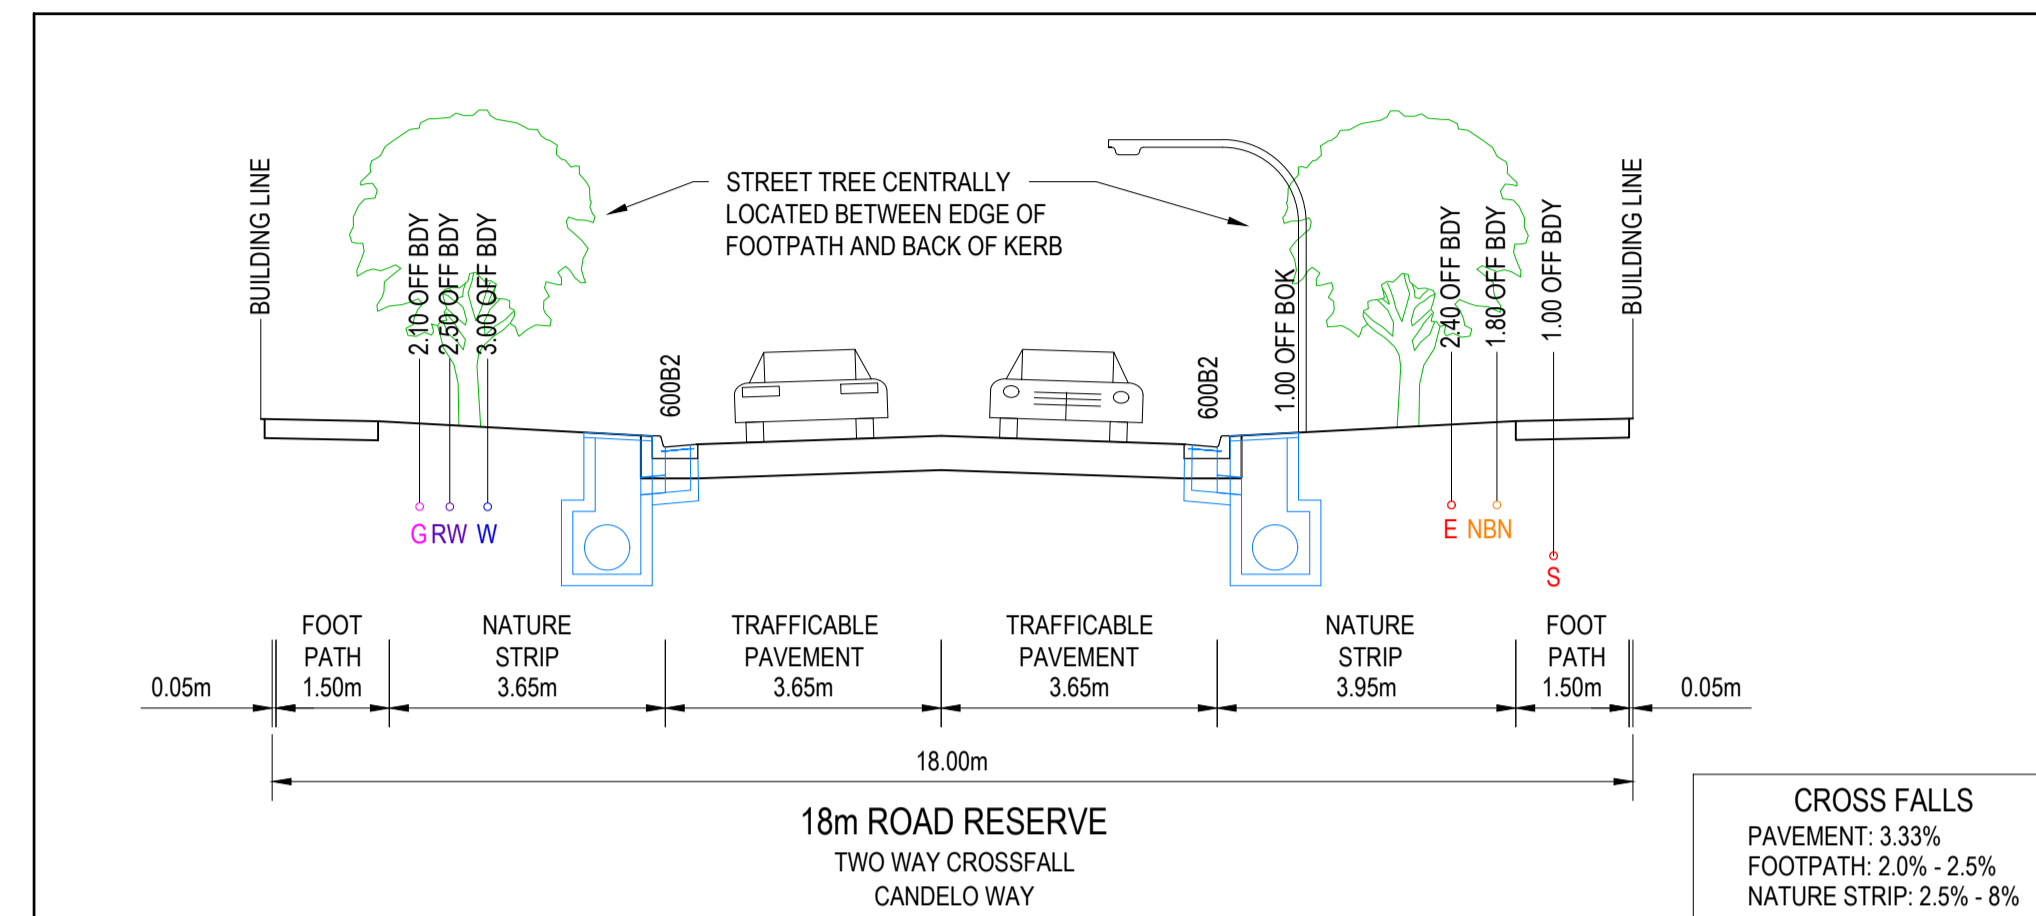 BUILDING LINE
2.10 OFF BDY
2.50 OFF BDY
3.00 OFF BDY
STREET TREE CENTRALLY
LOCATED BETWEEN EDGE OF
FOOTPATH AND BACK OF KERB
600B2
600B2
1.00 OFF BOK
2.40 OFF BDY
1.80 OFF BDY
1.00 OFF BDY
BUILDING LINE
G RW W
E NBN
S
FOOT
PATH
1.50m
NATURE
STRIP
3.65m
TRAFFICABLE
PAVEMENT
3.65m
TRAFFICABLE
PAVEMENT
3.65m
NATURE
STRIP
3.95m
FOOT
PATH
1.50m
0.05m
0.05m
18.00m
18m ROAD RESERVE
TWO WAY CROSSFALL
CANDELO WAY
CROSS FALLS
PAVEMENT: 3.33%
FOOTPATH: 2.0% - 2.5%
NATURE STRIP: 2.5% - 8%